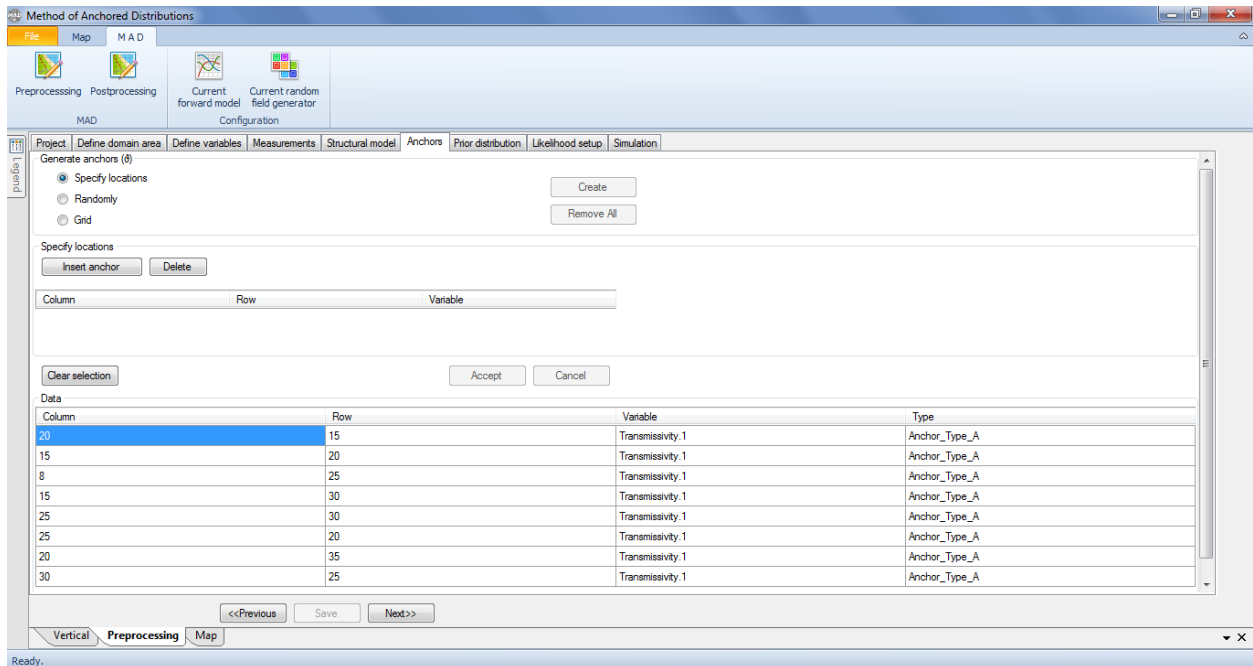 Method of Anchored Distributions
File Map M A D
Preprocesssing Postprocessing Current forward model Current random field generator
MAD Configuration
Legend
Project Define domain area Define variables Measurements Structural model Anchors Prior distribution Likelihood setup Simulation
Generate anchors (ϑ)
Specify locations
Create
Randomly
Remove All
Grid
Specify locations
Insert anchor Delete
Column Row Variable
Clear selection Accept Cancel
Data
Column Row Variable Type
20 15 Transmissivity.1 Anchor_Type_A
15 20 Transmissivity.1 Anchor_Type_A
8 25 Transmissivity.1 Anchor_Type_A
15 30 Transmissivity.1 Anchor_Type_A
25 30 Transmissivity.1 Anchor_Type_A
25 20 Transmissivity.1 Anchor_Type_A
20 35 Transmissivity.1 Anchor_Type_A
30 25 Transmissivity.1 Anchor_Type_A
<<Previous Save Next>>
Vertical Preprocessing Map
Ready.